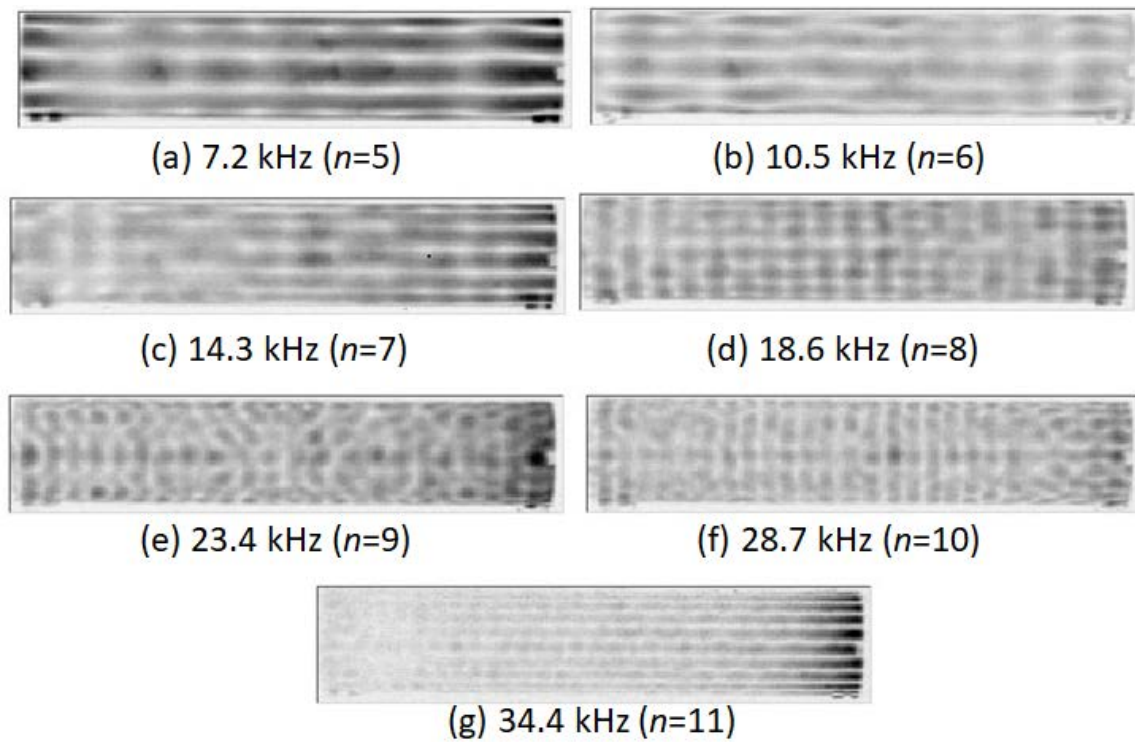 (a) 7.2 kHz (n=5)
(b) 10.5 kHz (n=6)
(c) 14.3 kHz (n=7)
(d) 18.6 kHz (n=8)
(e) 23.4 kHz (n=9)
(f) 28.7 kHz (n=10)
(g) 34.4 kHz (n=11)